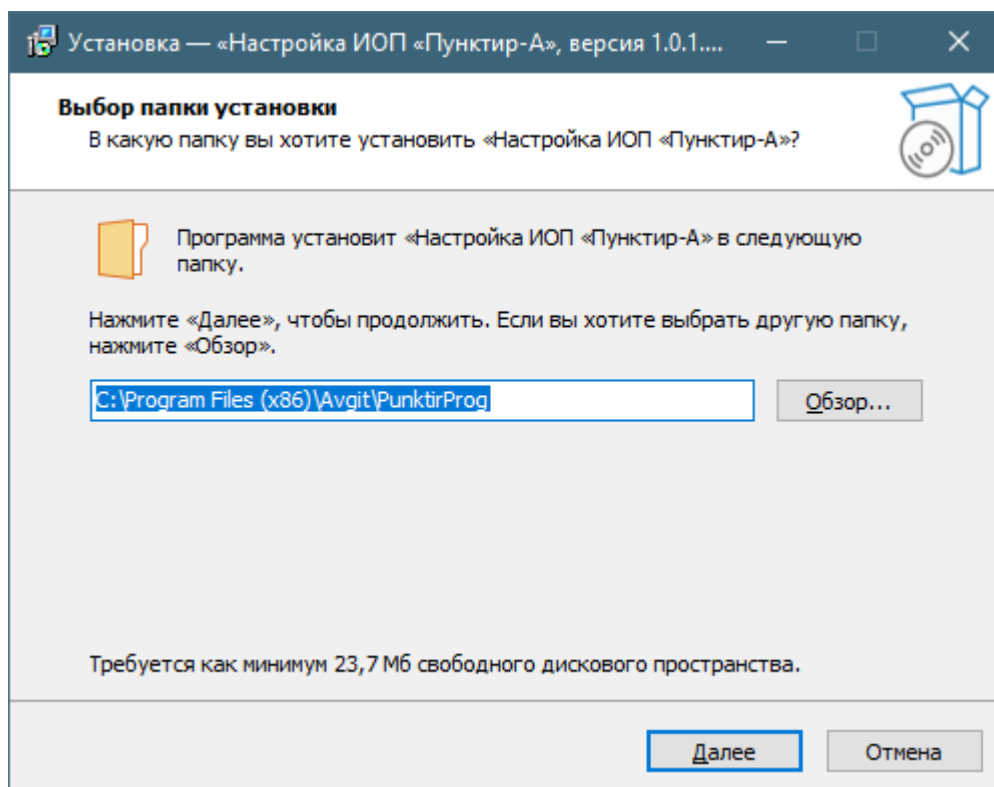 Установка — «Настройка ИОП «Пунктир-А», версия 1.0.1....
Выбор папки установки
В какую папку вы хотите установить «Настройка ИОП «Пунктир-А»?
Программа установит «Настройка ИОП «Пунктир-А» в следующую
папку.
Нажмите «Далее», чтобы продолжить. Если вы хотите выбрать другую папку,
нажмите «Обзор».
C:\Program Files (x86)\Avgit\PunktirProg
Обзор...
Требуется как минимум 23,7 Мб свободного дискового пространства.
Далее
Отмена